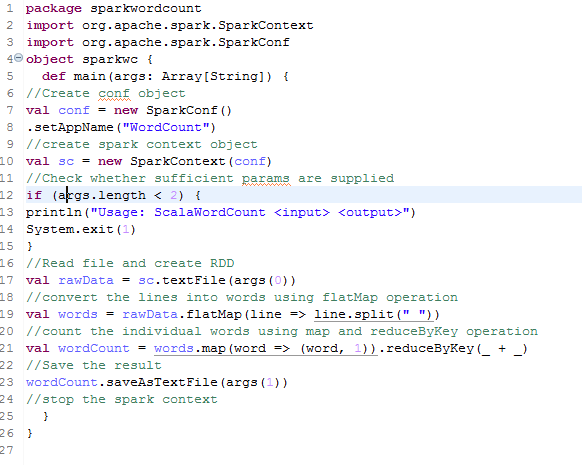 1 package sparkwordcount
2 import org.apache.spark.SparkContext
3 import org.apache.spark.SparkConf
4 object sparkwc {
5   def main(args: Array[String]) {
6 //Create conf object
7 val conf = new SparkConf()
8 .setAppName("WordCount")
9 //create spark context object
10 val sc = new SparkContext(conf)
11 //Check whether sufficient params are supplied
12 if (args.length < 2) {
13 println("Usage: ScalaWordCount <input> <output>")
14 System.exit(1)
15 }
16 //Read file and create RDD
17 val rawData = sc.textFile(args(0))
18 //convert the lines into words using flatMap operation
19 val words = rawData.flatMap(line => line.split(" "))
20 //count the individual words using map and reduceByKey operation
21 val wordCount = words.map(word => (word, 1)).reduceByKey(_ + _)
22 //Save the result
23 wordCount.saveAsTextFile(args(1))
24 //stop the spark context
25   }
26 }
27